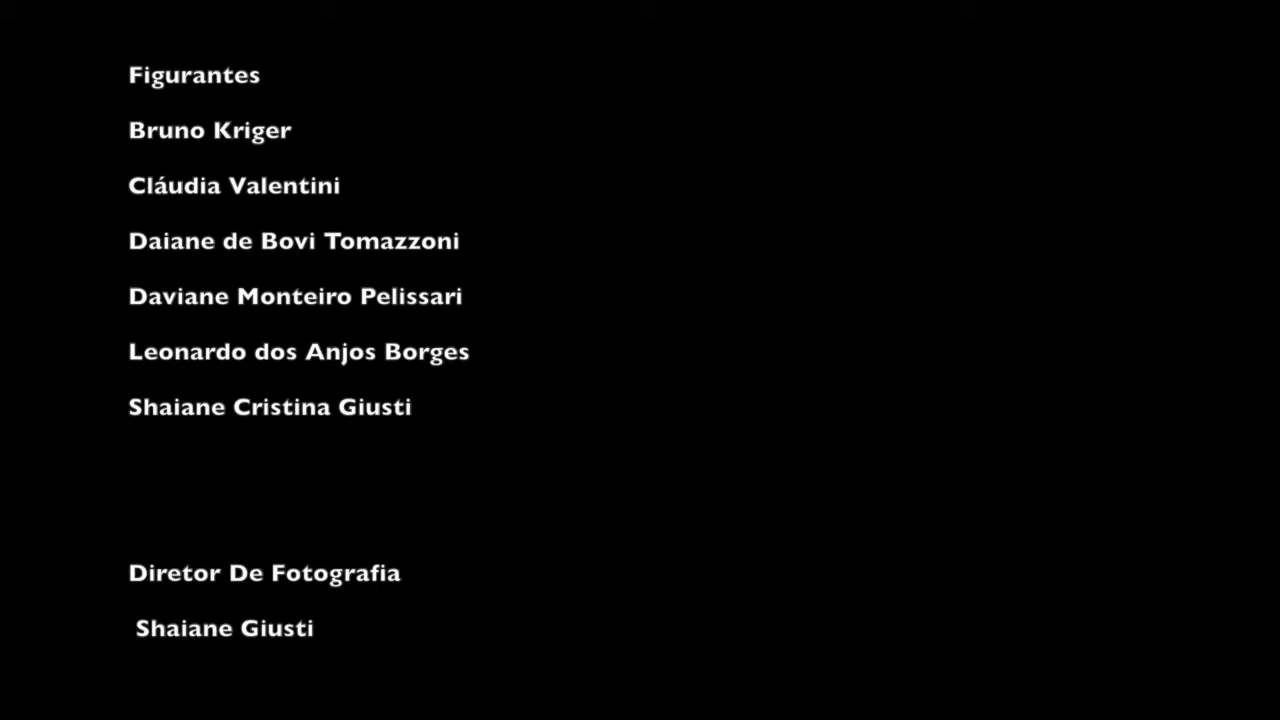 Figurantes
Bruno Kriger
Cláudia Valentini
Daiane de Bovi Tomazzoni
Daviane Monteiro Pelissari
Leonardo dos Anjos Borges
Shaiane Cristina Giusti
Diretor De Fotografia
Shaiane Giusti